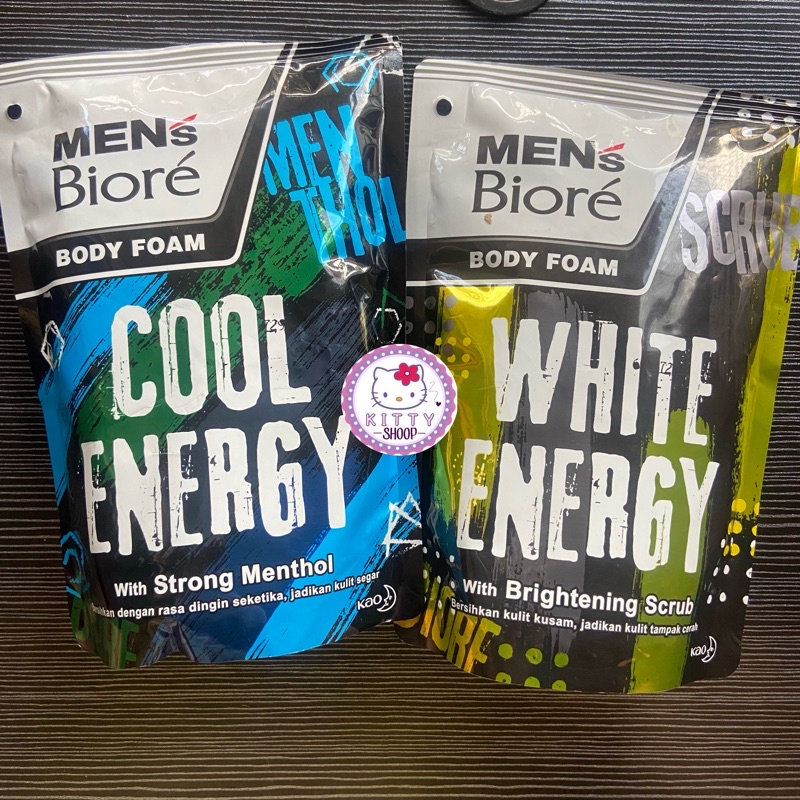 MEN's
Bioré
BODY FOAM
MEN
THOL
COOL
ENERGY
With Strong Menthol
dengan rasa dingin seketika, jadikan kulit segar
Kao
MEN's
Bioré
BODY FOAM
SCRUB
WHITE
ENERGY
With Brightening Scrub
Bersihkan kulit kusam, jadikan kulit tampak cerah
Kao
BIORE
KITTY
SHOOP